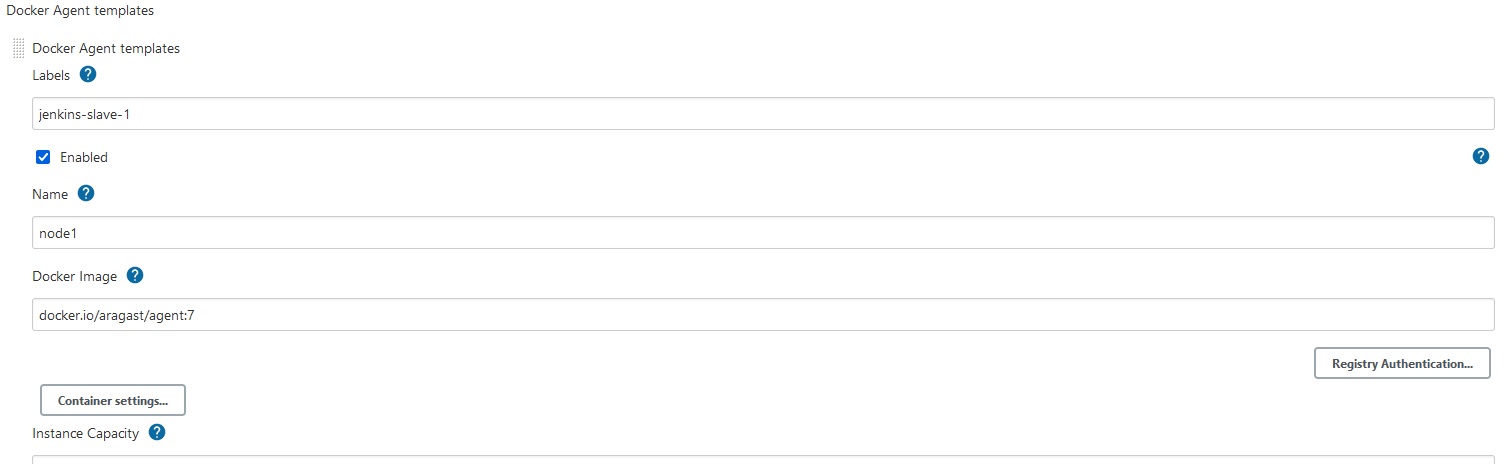 Docker Agent templates
Docker Agent templates
Labels ?
jenkins-slave-1
Enabled ?
Name ?
node1
Docker Image ?
docker.io/aragast/agent:7
Registry Authentication...
Container settings...
Instance Capacity ?